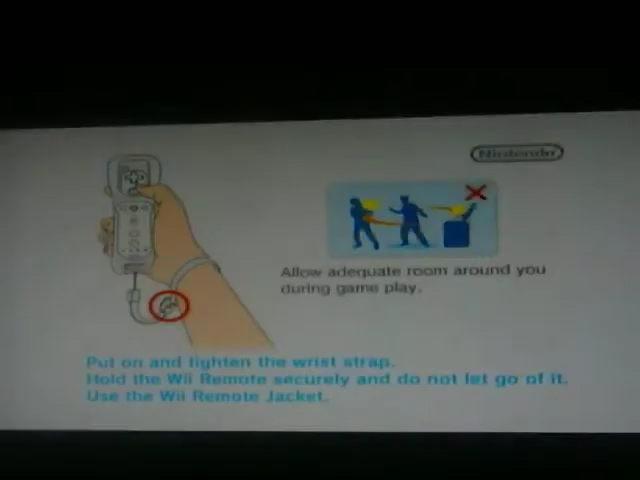 Nintendo
Allow adequate room around you
during game play.
Put on and tighten the wrist strap.
Hold the Wii Remote securely and do not let go of it.
Use the Wii Remote Jacket.